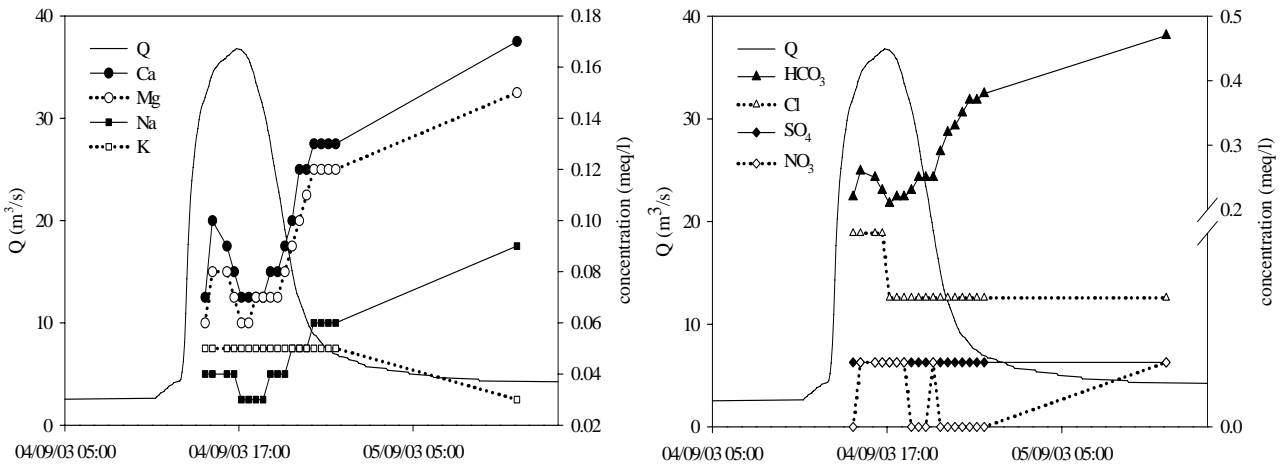 40
30
20
10
0
Q (m³/s)
Q
Ca
Mg
Na
K
0.18
0.16
0.14
0.12
0.10
0.08
0.06
0.04
0.02
concentration (meq/l)
04/09/03 05:00
04/09/03 17:00
05/09/03 05:00
40
30
20
10
0
Q (m³/s)
Q
HCO₃
Cl
SO₄
NO₃
0.5
0.4
0.3
0.2
0.1
0.0
concentration (meq/l)
04/09/03 05:00
04/09/03 17:00
05/09/03 05:00